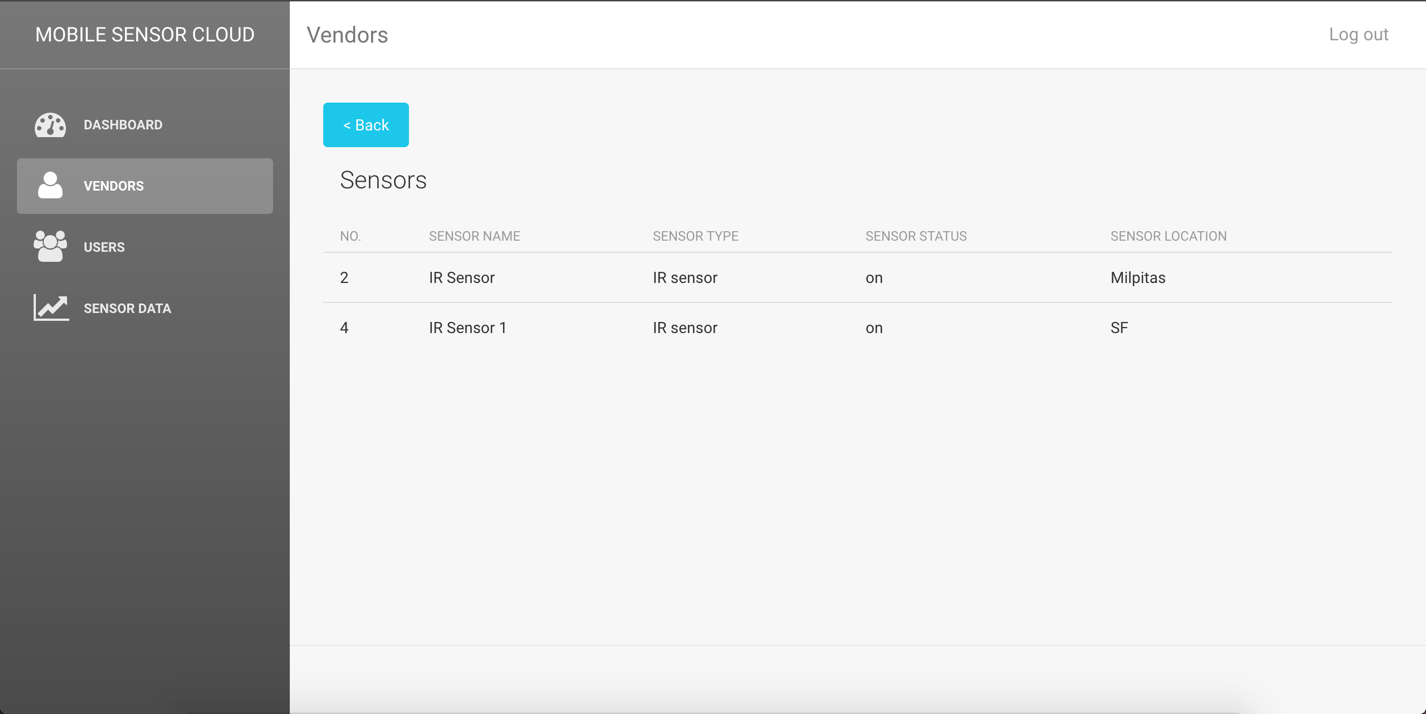 MOBILE SENSOR CLOUD
Vendors
Log out
DASHBOARD
VENDORS
USERS
SENSOR DATA
< Back
Sensors
NO. SENSOR NAME SENSOR TYPE SENSOR STATUS SENSOR LOCATION
2 IR Sensor IR sensor on Milpitas
4 IR Sensor 1 IR sensor on SF